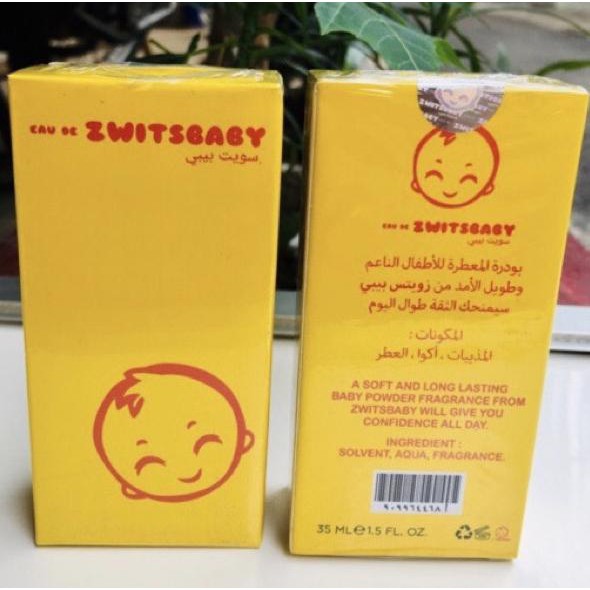 EAU DE ZWITSBABY
سويت بيبي
ZWITSBABY
EAU DE ZWITSBABY
سويت بيبي
بودرة المعطرة للأطفال الناعم
وطويل الأمد من زويتس بيبي
سيمنحك الثقة طوال اليوم
المكونات :
المذيبات ، أكوا ، العطر
A SOFT AND LONG LASTING
BABY POWDER FRAGRANCE FROM
ZWITSBABY WILL GIVE YOU
CONFIDENCE ALL DAY.
INGREDIENT :
SOLVENT, AQUA, FRAGRANCE.
٩٠٩٩٦٤٤٦٨
35 ML e 1.5 FL. OZ.